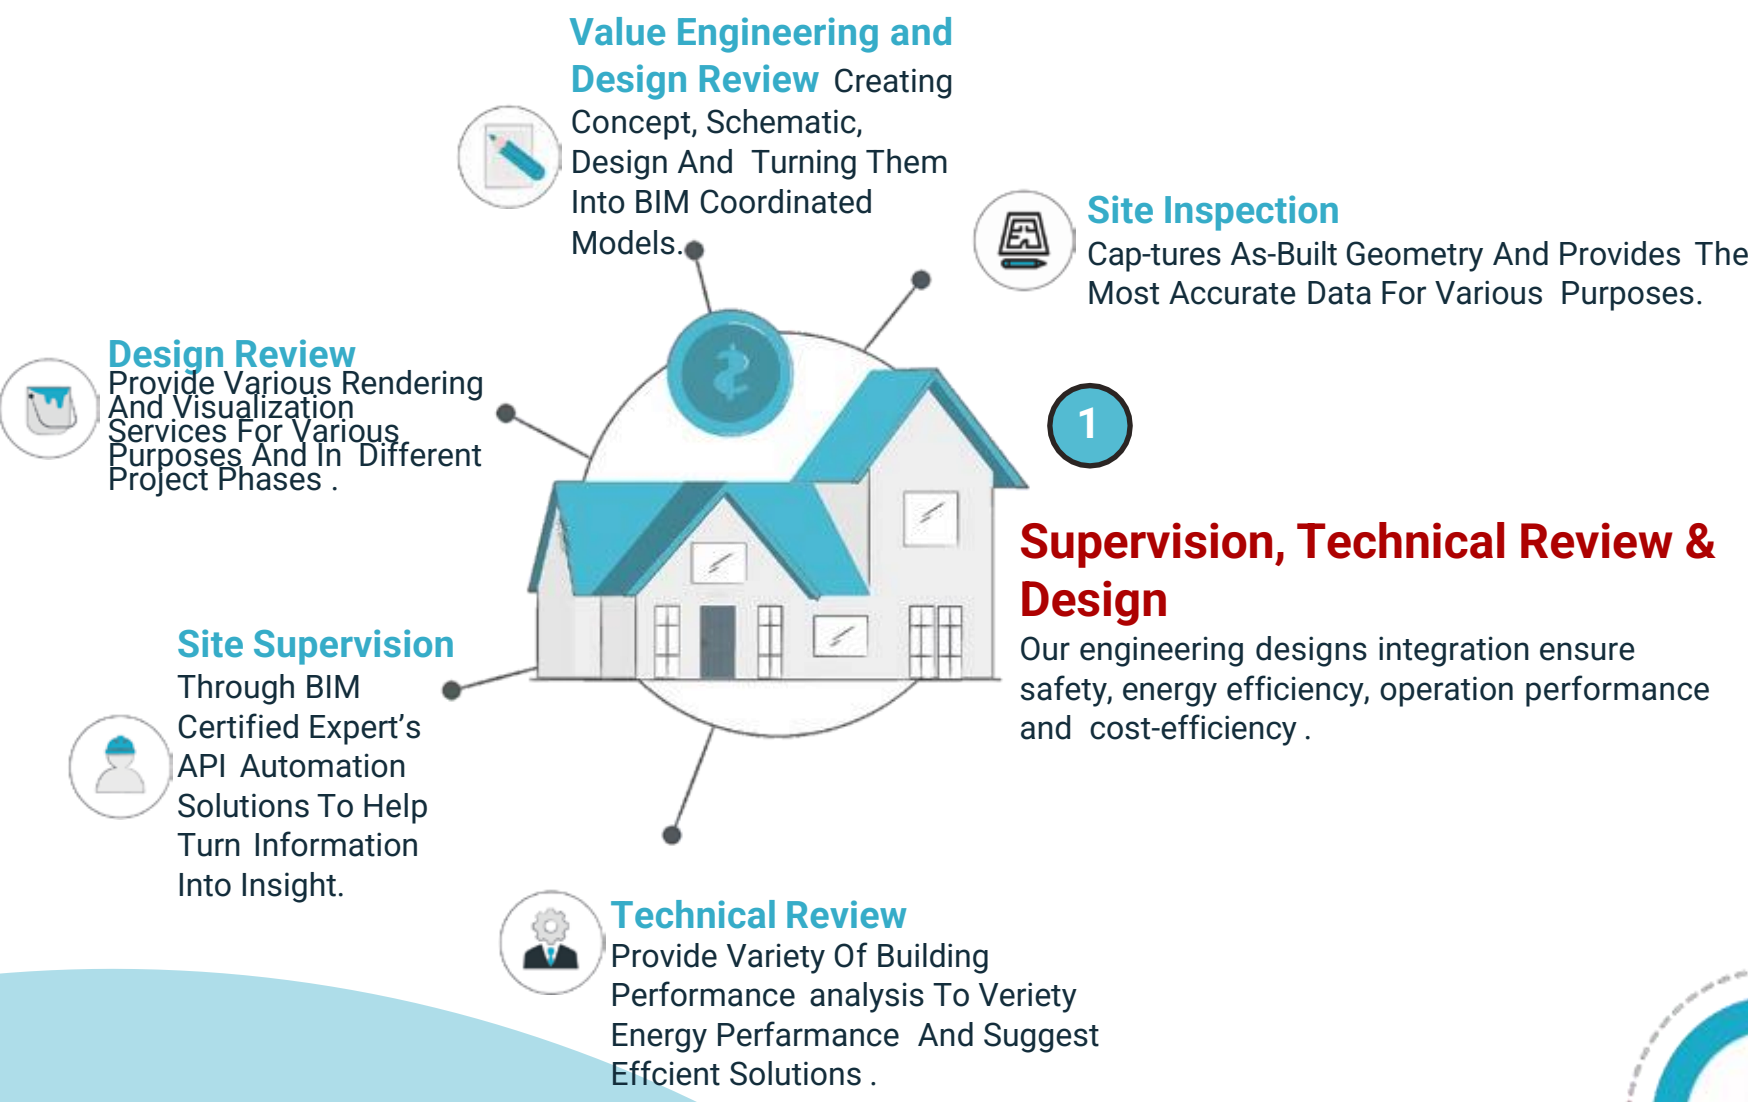 Value Engineering and
Design Review Creating
Concept, Schematic,
Design And Turning Them
Into BIM Coordinated
Models.
Site Inspection
Cap-tures As-Built Geometry And Provides The
Most Accurate Data For Various Purposes.
Design Review
Provide Various Rendering
And Visualization
Services For Various
Purposes And In Different
Project Phases .
1
Supervision, Technical Review &
Design
Our engineering designs integration ensure
safety, energy efficiency, operation performance
and cost-efficiency .
Site Supervision
Through BIM
Certified Expert’s
API Automation
Solutions To Help
Turn Information
Into Insight.
Technical Review
Provide Variety Of Building
Performance analysis To Veriety
Energy Perfarmance And Suggest
Effcient Solutions .